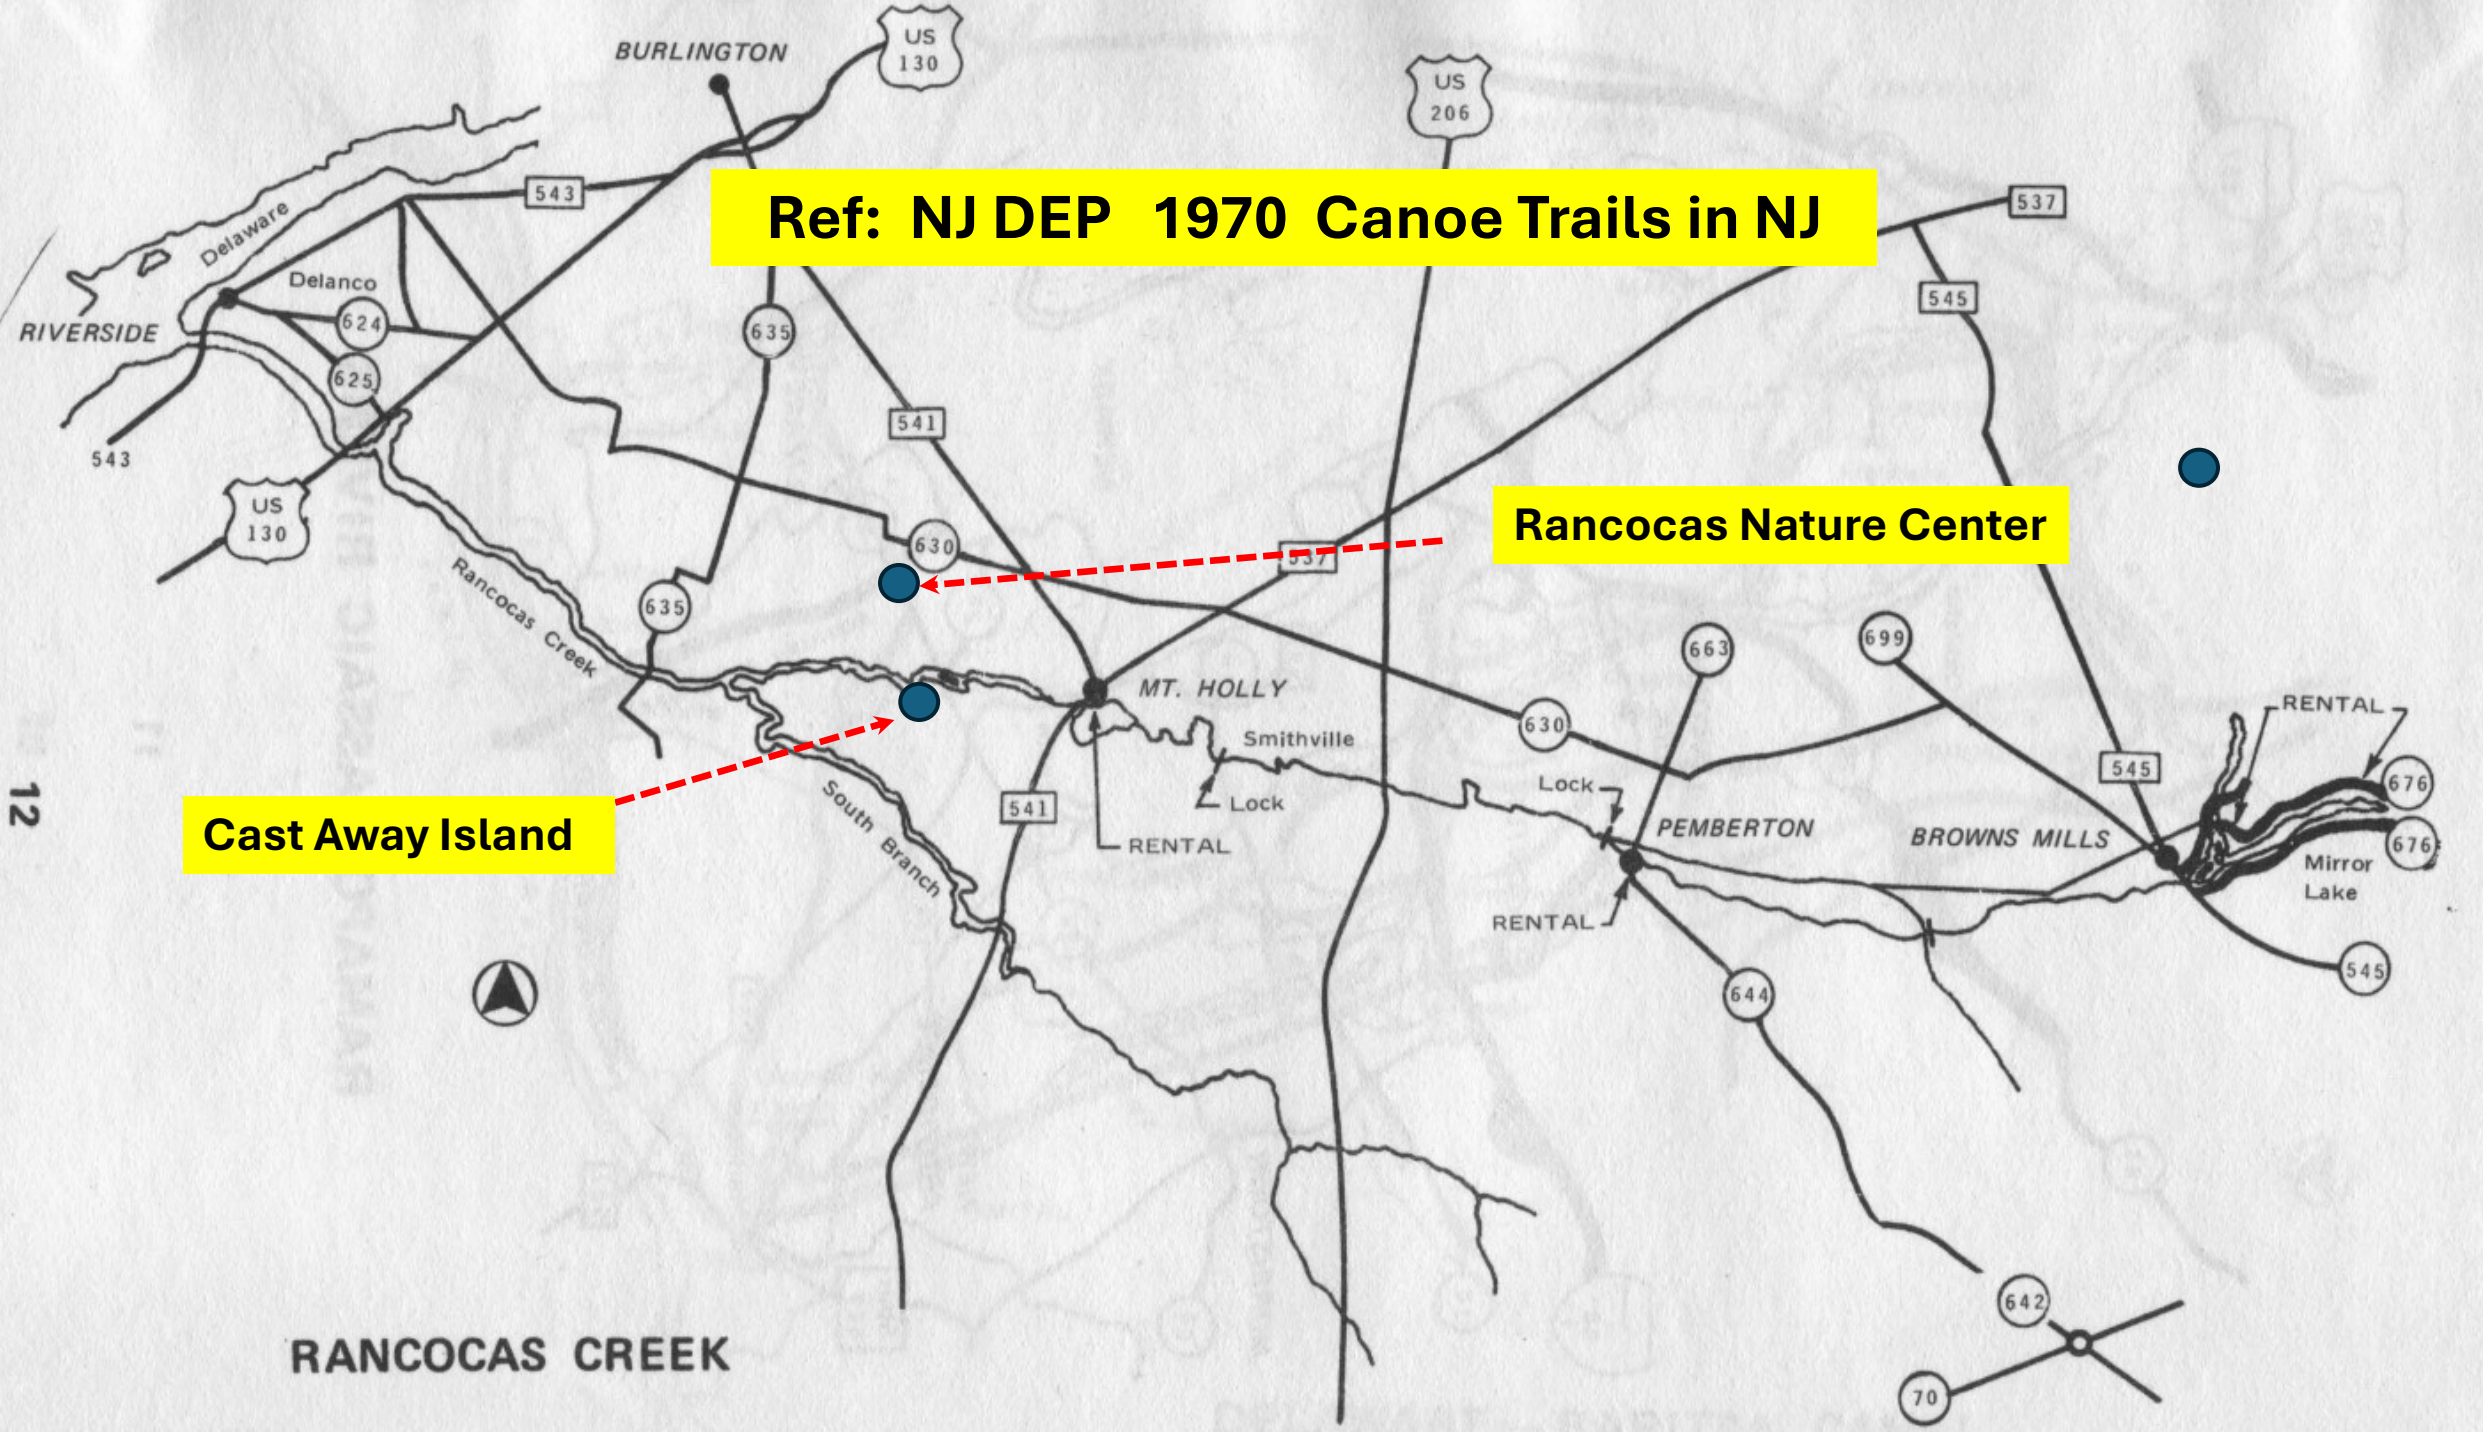 BURLINGTON
US
130
US
206
Ref: NJ DEP 1970 Canoe Trails in NJ
543
537
Delaware
Delanco
545
RIVERSIDE
624
635
625
541
543
US
130
Rancocas Nature Center
630
537
Rancocas Creek
635
663
699
MT. HOLLY
RENTAL
630
Smithville
545
676
Lock
Lock
541
South Branch
12
Cast Away Island
PEMBERTON
BROWNS MILLS
RENTAL
676
Mirror
Lake
RENTAL
545
644
642
RANCOCAS CREEK
70